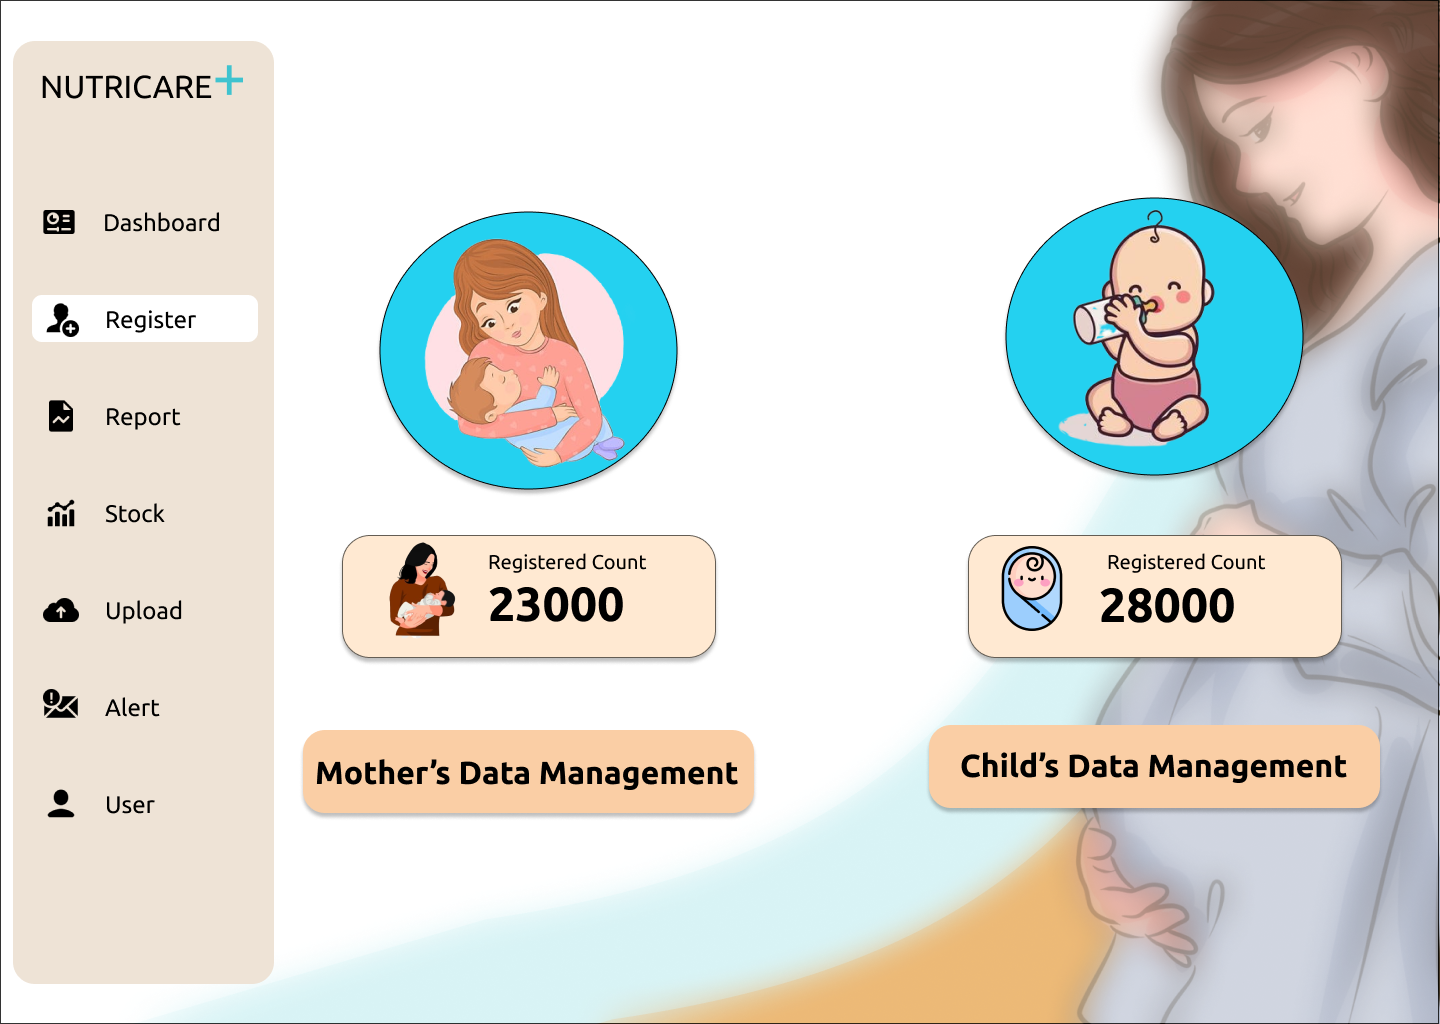 NUTRICARE+
Dashboard
Register
Report
Stock
Upload
Alert
User
Registered Count
23000
Mother’s Data Management
Registered Count
28000
Child’s Data Management